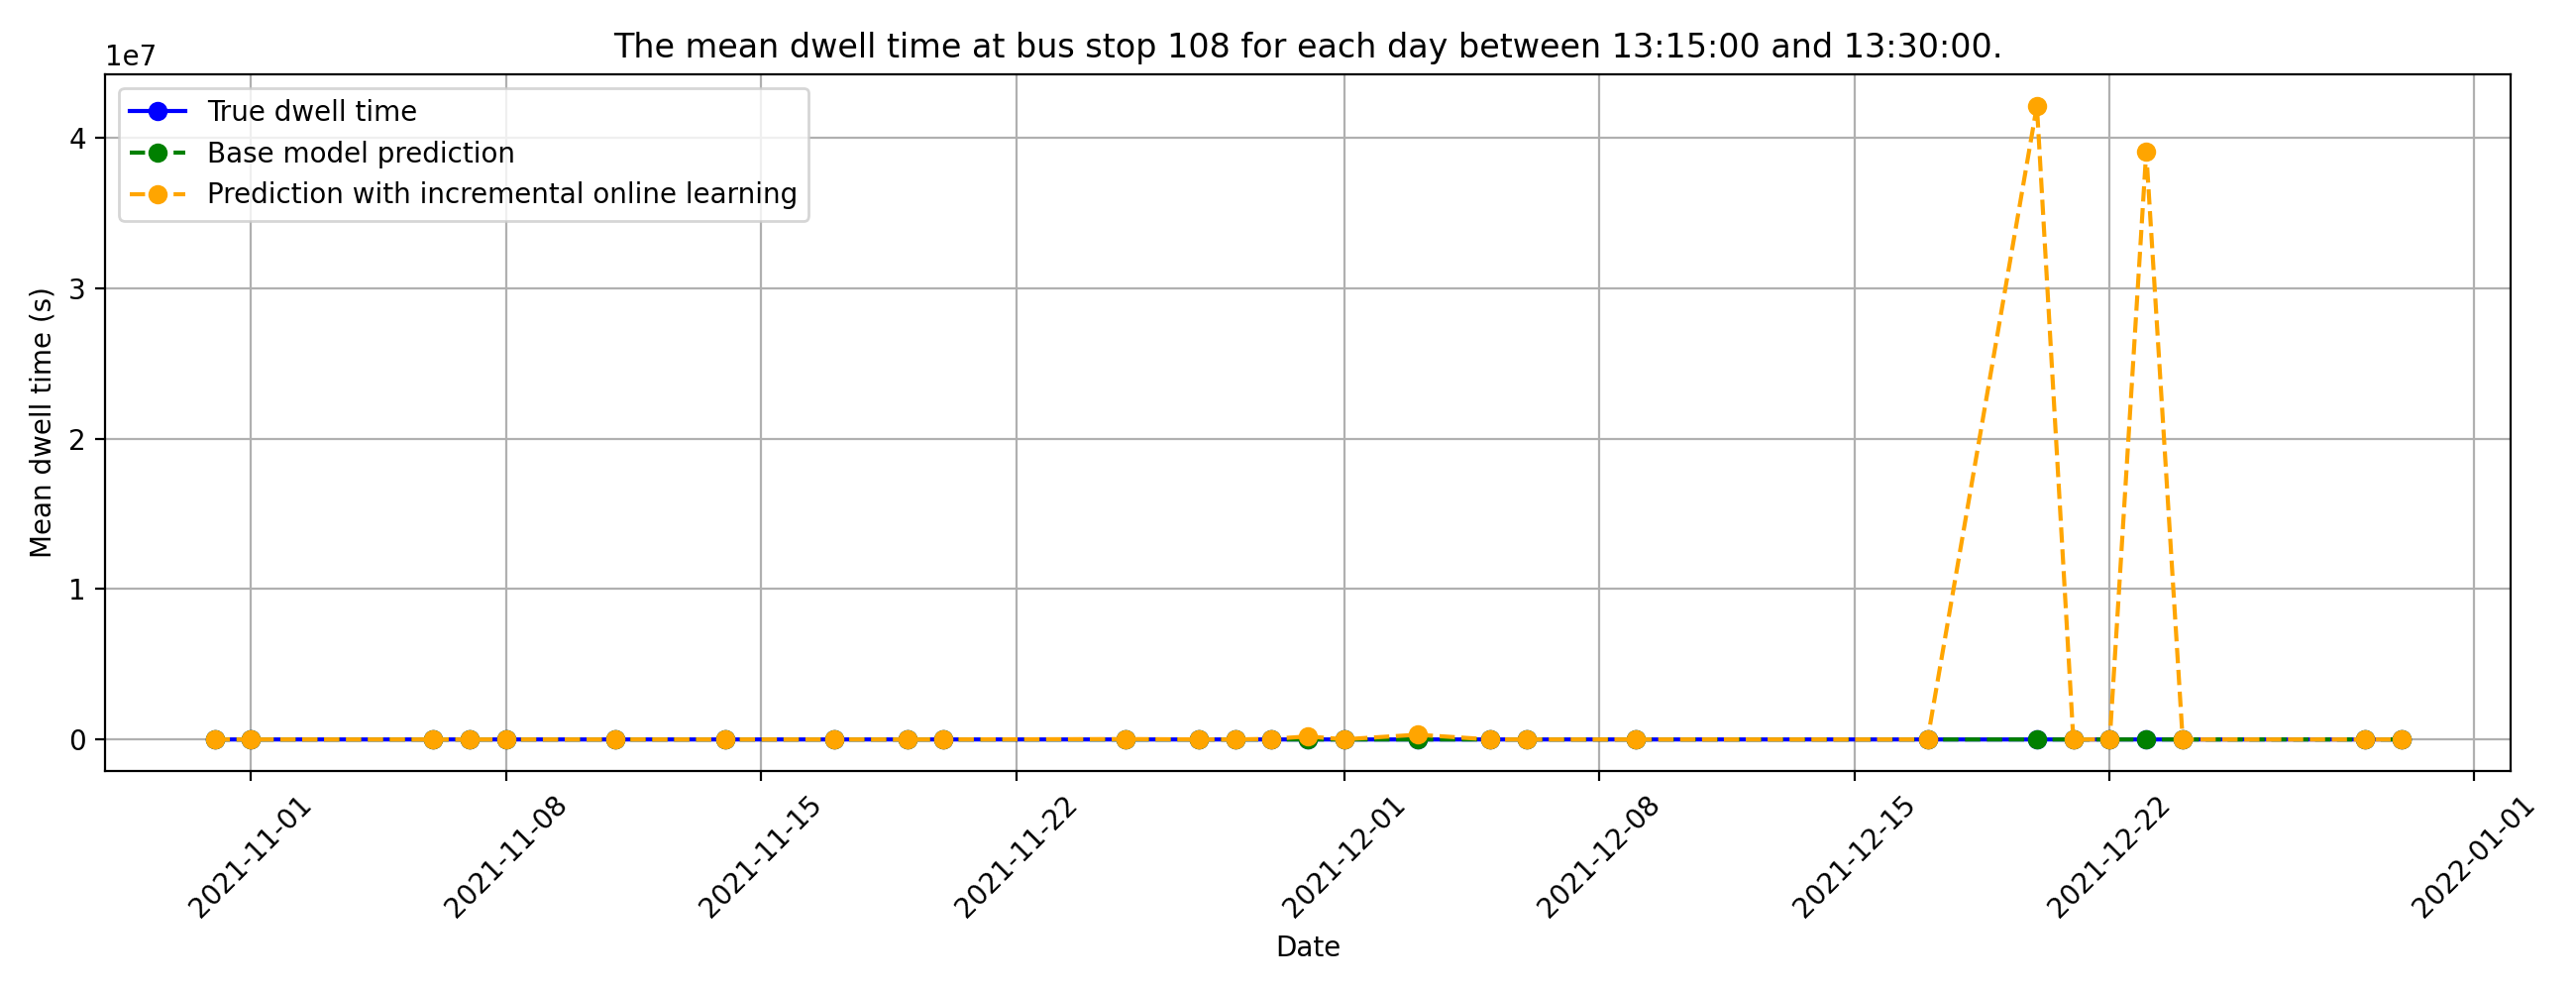 The mean dwell time at bus stop 108 for each day between 13:15:00 and 13:30:00.
1e7
True dwell time
Base model prediction
Prediction with incremental online learning
4
3
2
1
0
Mean dwell time (s)
2021-11-01
2021-11-08
2021-11-15
2021-11-22
2021-12-01
2021-12-08
2021-12-15
2021-12-22
2022-01-01
Date